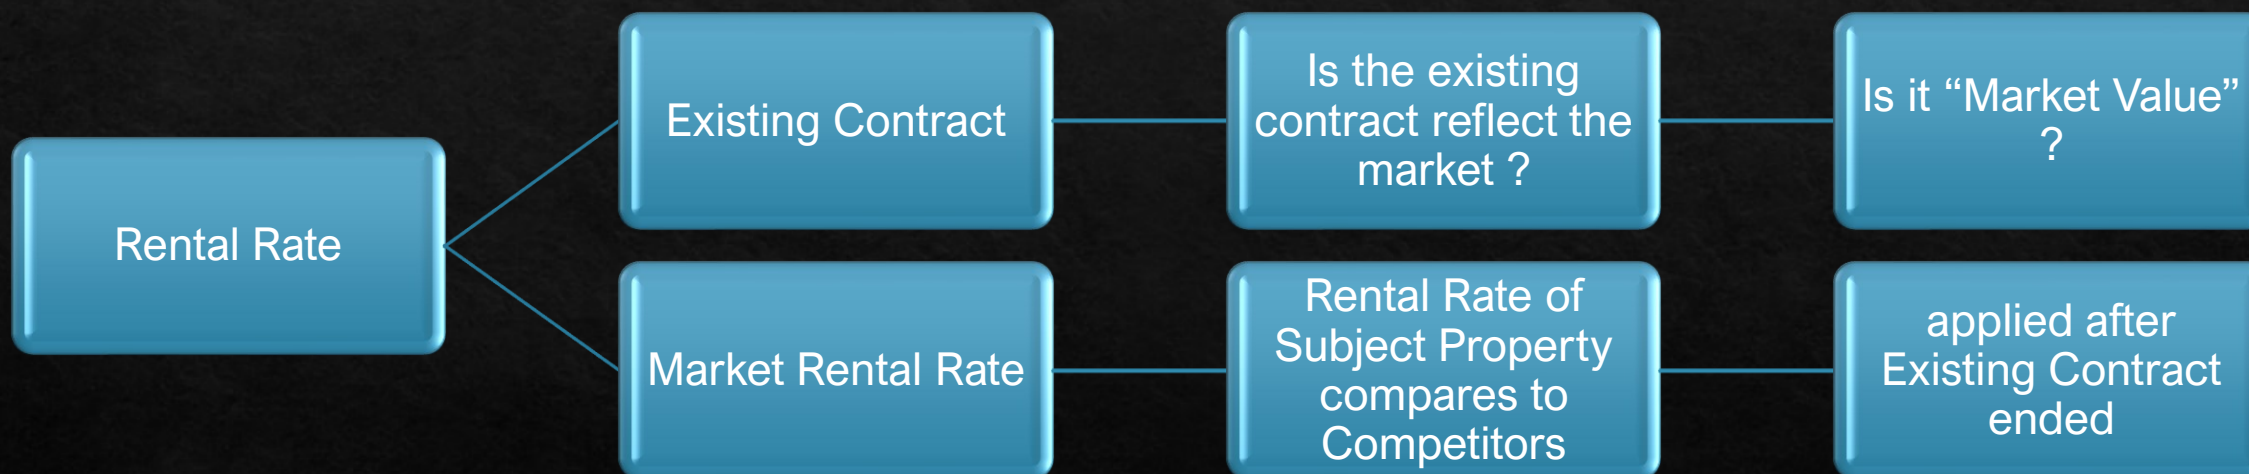 Rental Rate
Existing Contract
Is the existing
contract reflect the
market ?
Is it “Market Value”
?
Market Rental Rate
Rental Rate of
Subject Property
compares to
Competitors
applied after
Existing Contract
ended